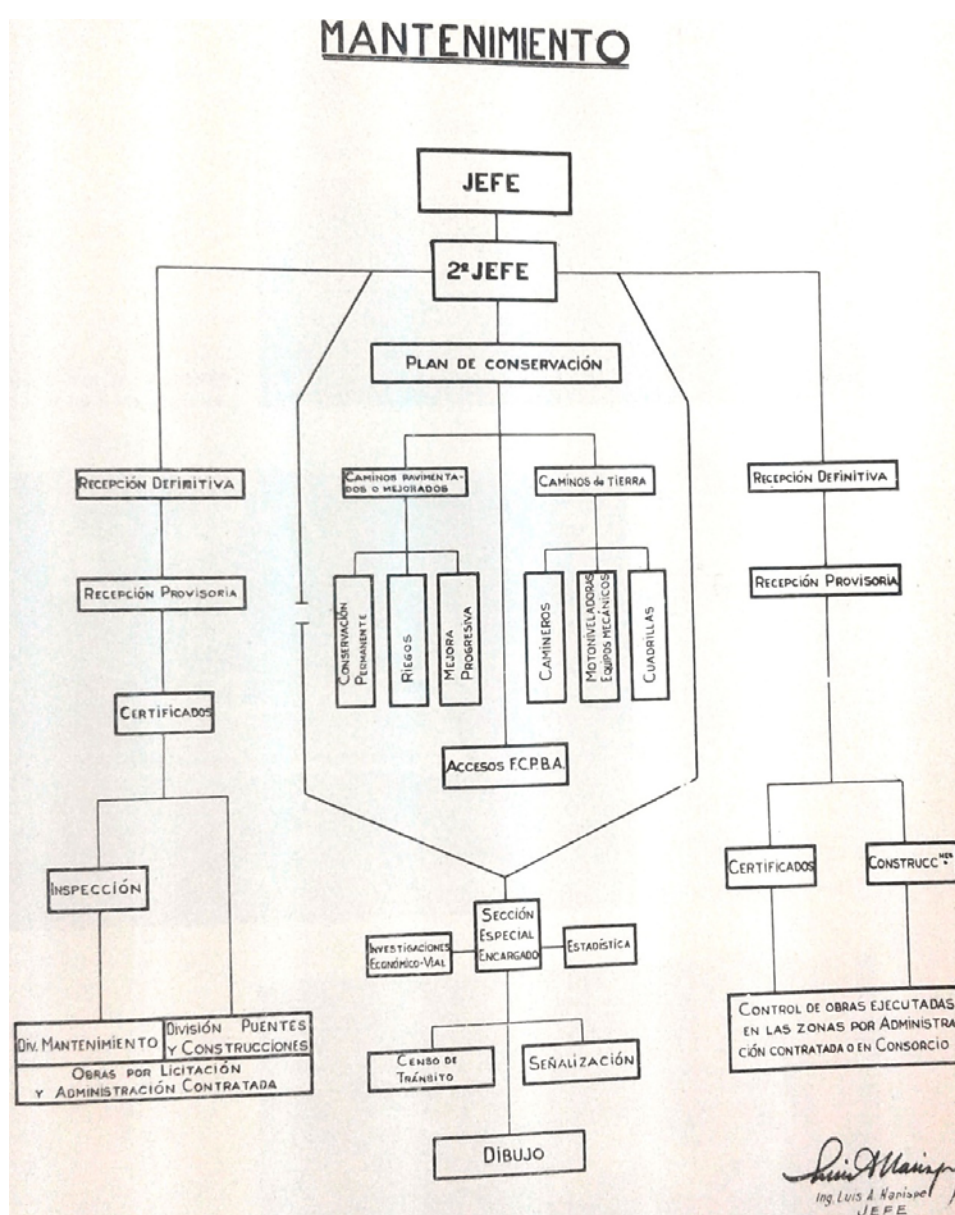 MANTENIMIENTO
JEFE
2º JEFE
PLAN DE CONSERVACIÓN
RECEPCIÓN DEFINITIVA
CAMINOS PAVIMENTA-
DOS O MEJORADOS
CAMINOS de TIERRA
RECEPCIÓN DEFINITIVA
RECEPCIÓN PROVISORIA
CONSERVACIÓN
PERMANENTE
RIEGOS
MEJORA
PROGRESIVA
CAMINEROS
MOTONIVELADORAS
EQUIPOS MECÁNICOS
CUADRILLAS
RECEPCIÓN PROVISORIA
CERTIFICADOS
ACCESOS F.C.P.B.A.
INSPECCIÓN
CERTIFICADOS
CONSTRUCC.NES
SECCIÓN
ESPECIAL
ENCARGADO
INVESTIGACIONES
ECONÓMICO-VIAL
ESTADÍSTICA
DIV. MANTENIMIENTO
DIVISIÓN PUENTES
Y CONSTRUCCIONES
OBRAS POR LICITACIÓN
Y ADMINISTRACIÓN CONTRATADA
CENSO DE
TRÁNSITO
SEÑALIZACIÓN
CONTROL DE OBRAS EJECUTADAS
EN LAS ZONAS POR ADMINISTRA
CIÓN CONTRATADA O EN CONSORCIO
DIBUJO
Ing. Luis A.
JEFE